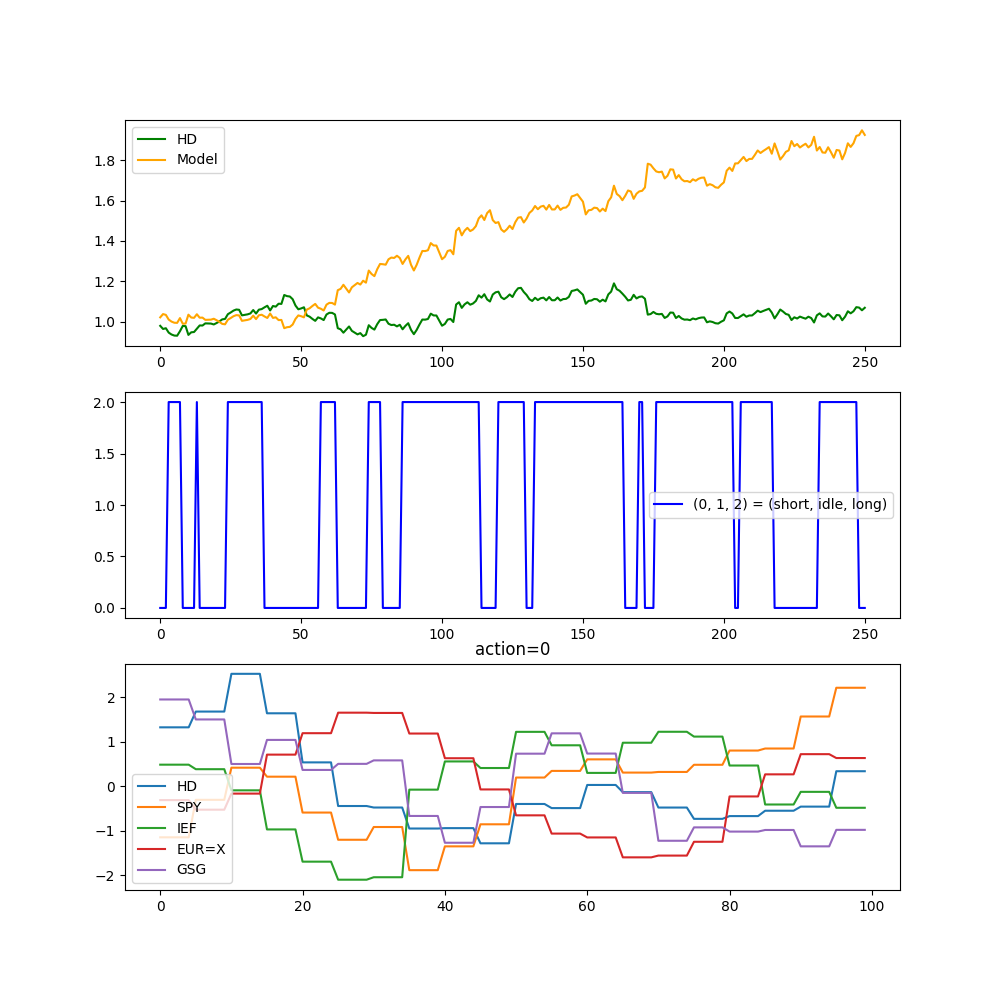 HD
Model
1.8
1.6
1.4
1.2
1.0
0 50 100 150 200 250
2.0
1.5
1.0
0.5
0.0
(0, 1, 2) = (short, idle, long)
0 50 100 150 200 250
action=0
2
1
0
−1
−2
HD
SPY
IEF
EUR=X
GSG
0 20 40 60 80 100